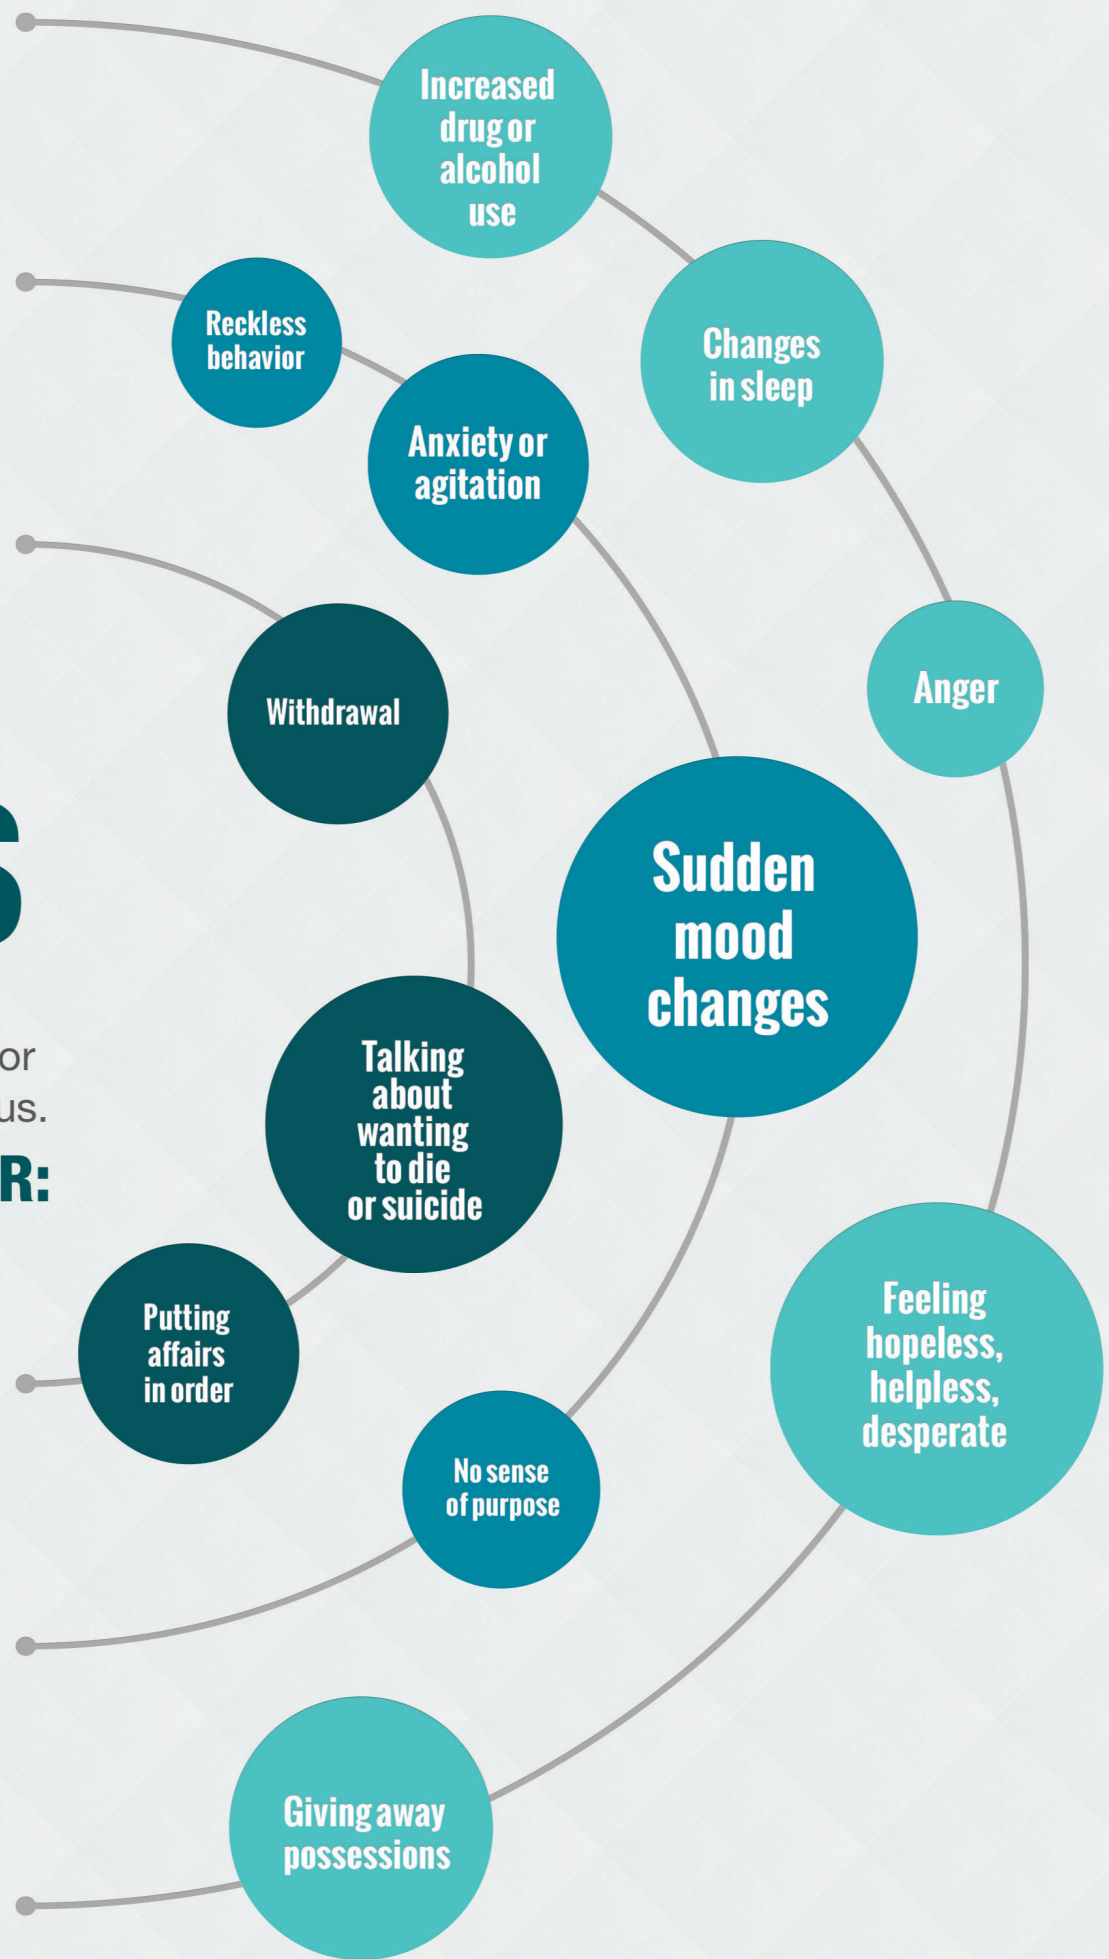 Increased
drug or
alcohol
use
Reckless
behavior
Changes
in sleep
Anxiety or
agitation
Withdrawal
Anger
S
Sudden
mood
changes
or
us.
R:
Talking
about
wanting
to die
or suicide
Putting
affairs
in order
Feeling
hopeless,
helpless,
desperate
No sense
of purpose
Giving away
possessions